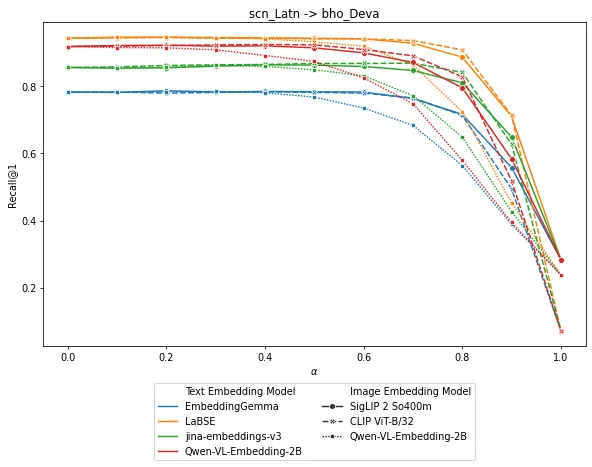 scn_Latn -> bho_Deva
Recall@1
0.8
0.6
0.4
0.2
0.0 0.2 0.4 0.6 0.8 1.0
α
Text Embedding Model
EmbeddingGemma
LaBSE
jina-embeddings-v3
Qwen-VL-Embedding-2B
Image Embedding Model
SigLIP 2 So400m
CLIP ViT-B/32
Qwen-VL-Embedding-2B